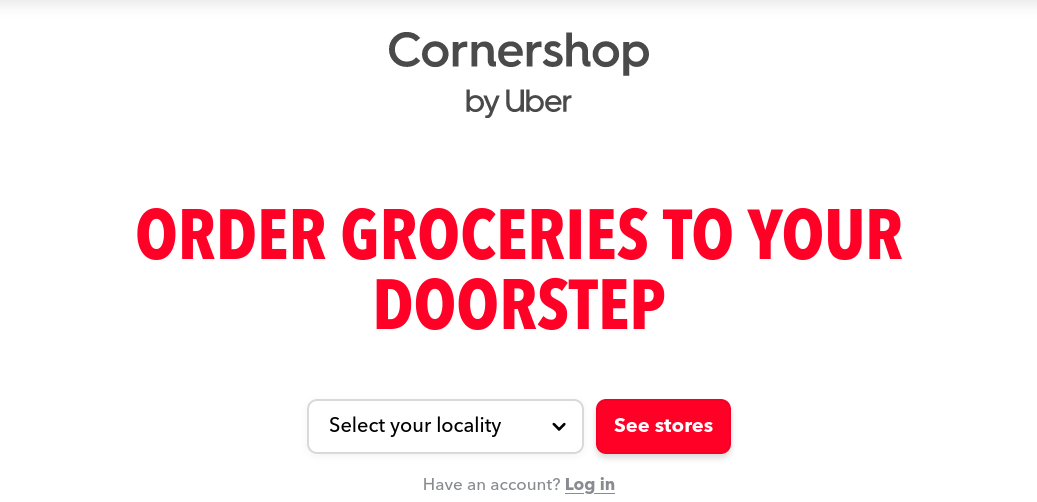 Cornershop
by Uber
ORDER GROCERIES TO YOUR
DOORSTEP
Select your locality
See stores
Have an account? Log in